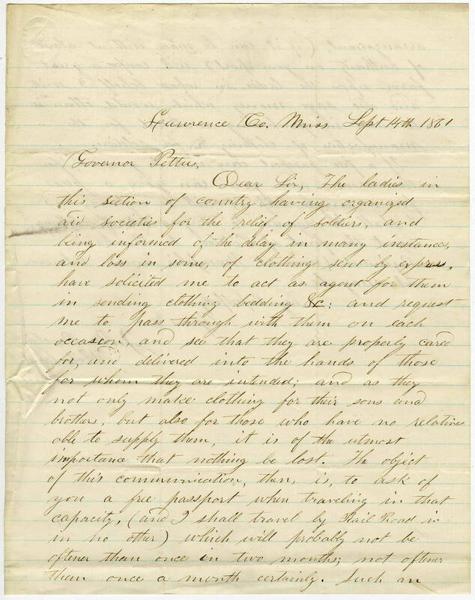 Lawrence Co. Miss Sept 14th 1861
Governor Pettus,
Dear Sir, The ladies in
this section of country having organized
aid societies for the relief of soldiers, and
being informed of the delay in many instances,
and loss in some, of clothing sent by express,
have solicited me to act as agent for them
in sending clothing bedding &C: and request
me to pass through with them on each
occasion, and see that they are properly cared
for, and delivered into the hands of those
for whom they are intended; and as they
not only make clothing for their sons and
brothers, but also for those who have no relatives
able to supply them, it is of the utmost
importance that nothing be lost. The object
of this communication, then, is, to ask of
you a free passport when traveling in that
capacity, (and I shall travel by Rail Road in
in no other) which will probably not be
oftener than once in two months; not oftener
than once a month certainly. Such an